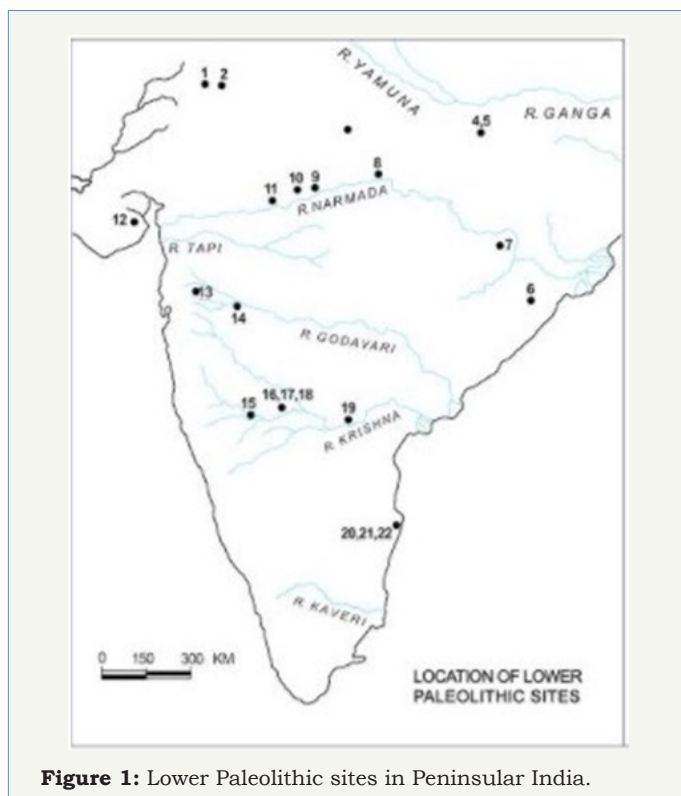 R. YAMUNA
1 2
4,5
R. GANGA
8
10 9
11
R. NARMADA
12
R. TAPI
7
6
13
14
R. GODAVARI
16,17,18
15
19
R. KRISHNA
20,21,22
R. KAVERI
0 150 300 KM
LOCATION OF LOWER
PALEOLITHIC SITES
Figure 1: Lower Paleolithic sites in Peninsular India.